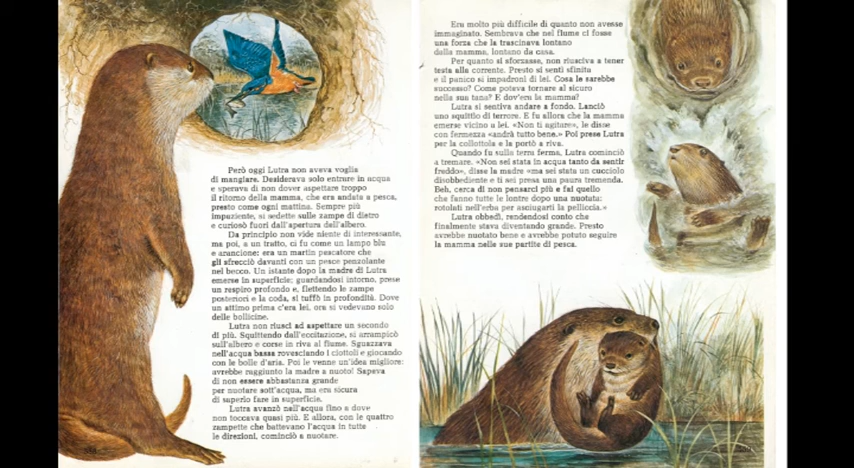 Però oggi Lutra non aveva voglia
di mangiare. Desiderava solo entrare in acqua
e sperava di non dover aspettare troppo
il ritorno della mamma, che era andata a pesca,
presto come ogni mattina. Sempre più
impaziente, si sedette sulle zampe di dietro
e curiosò fuori dall'apertura dell'albero.
Da principio non vide niente di interessante,
ma poi, a un tratto, ci fu come un lampo blu
e arancione: era un martin pescatore che
gli sfrecciò davanti con un pesce penzolante
nel becco. Un istante dopo la madre di Lutra
emerse in superficie; guardandosi intorno, prese
un respiro profondo e, flettendo le zampe
posteriori e la coda, si tuffò in profondità. Dove
un attimo prima c'era lei, ora si vedevano solo
delle bollicine.
Lutra non riuscì ad aspettare un secondo
di più. Squittendo dall'eccitazione, si arrampicò
sull'albero e corse in riva al fiume. Sguazzava
nell'acqua bassa rovesciando i ciottoli e giocando
con le bolle d'aria. Poi le venne un'idea migliore:
avrebbe raggiunto la madre a nuoto! Sapeva
di non essere abbastanza grande
per nuotare sott'acqua, ma era sicura
di saperlo fare in superficie.
Lutra avanzò nell'acqua fino a dove
non toccava quasi più. E allora, con le quattro
zampette che battevano l'acqua in tutte
le direzioni, cominciò a nuotare.
Era molto più difficile di quanto non avesse
immaginato. Sembrava che nel fiume ci fosse
una forza che la trascinava lontano
dalla mamma, lontano da casa.
Per quanto si sforzasse, non riusciva a tener
testa alla corrente. Presto si sentì sfinita
e il panico si impadronì di lei. Cosa le sarebbe
successo? Come poteva tornare al sicuro
nella sua tana? E dov'era la mamma?
Lutra si sentiva andare a fondo. Lanciò
uno squittio di terrore. E fu allora che la mamma
emerse vicino a lei. «Non ti agitare», le disse
con fermezza «andrà tutto bene.» Poi prese Lutra
per la collottola e la portò a riva.
Quando fu sulla terra ferma, Lutra cominciò
a tremare. «Non sei stata in acqua tanto da sentir
freddo», disse la madre «ma sei stata un cucciolo
disobbediente e ti sei presa una paura tremenda.
Beh, cerca di non pensarci più e fai quello
che fanno tutte le lontre dopo una nuotata:
rotolati nell'erba per asciugarti la pelliccia.»
Lutra obbedì, rendendosi conto che
finalmente stava diventando grande. Presto
avrebbe nuotato bene e avrebbe potuto seguire
la mamma nelle sue partite di pesca.